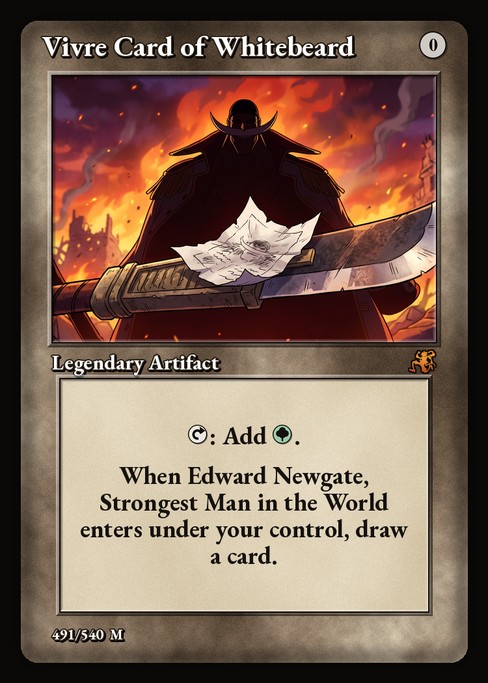 Vivre Card of Whitebeard 0
Legendary Artifact
: Add .
When Edward Newgate,
Strongest Man in the World
enters under your control, draw
a card.
491/540 M